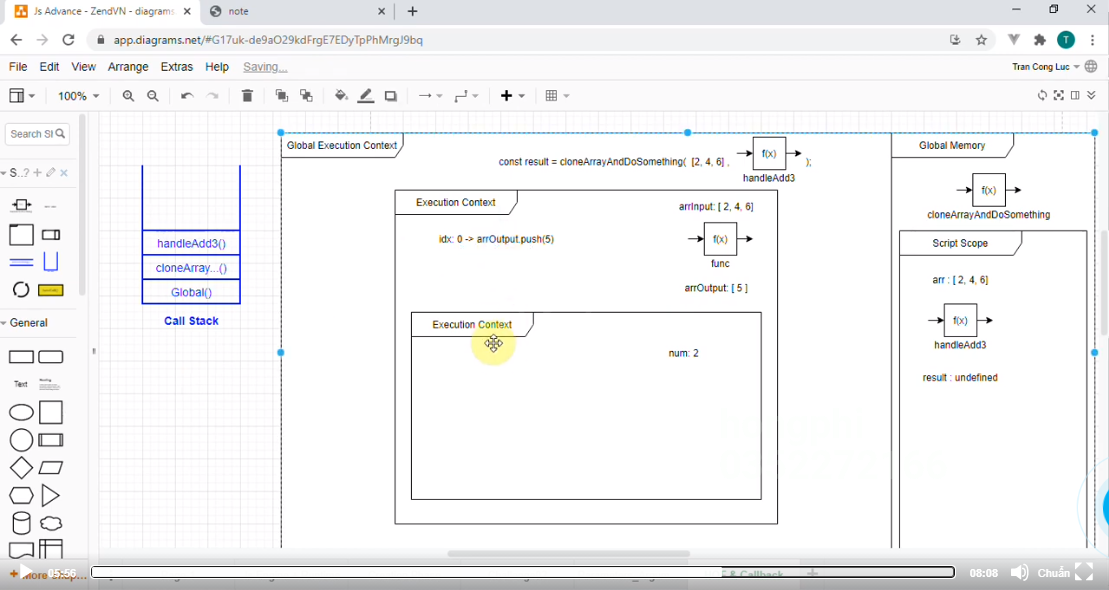 Js Advance - ZendVN - diagrams.
note
app.diagrams.net/#G17uk-de9aO29kdFrgE7EDyTpPhMrgJ9bq
T
File Edit View Arrange Extras Help Saving...
Tran Cong Luc
100%
Search Sl
S..?
General
Text
handleAdd3()
cloneArray...()
Global()
Call Stack
Global Execution Context
const result = cloneArrayAndDoSomething( [2, 4, 6] , f(x) );
handleAdd3
Execution Context
arrInput: [ 2, 4, 6]
idx: 0 -> arrOutput.push(5)
f(x)
func
arrOutput: [ 5 ]
Execution Context
num: 2
Global Memory
f(x)
cloneArrayAndDoSomething
Script Scope
arr : [ 2, 4, 6]
f(x)
handleAdd3
result : undefined
05:56
08:08
Chuẩn
& Callback